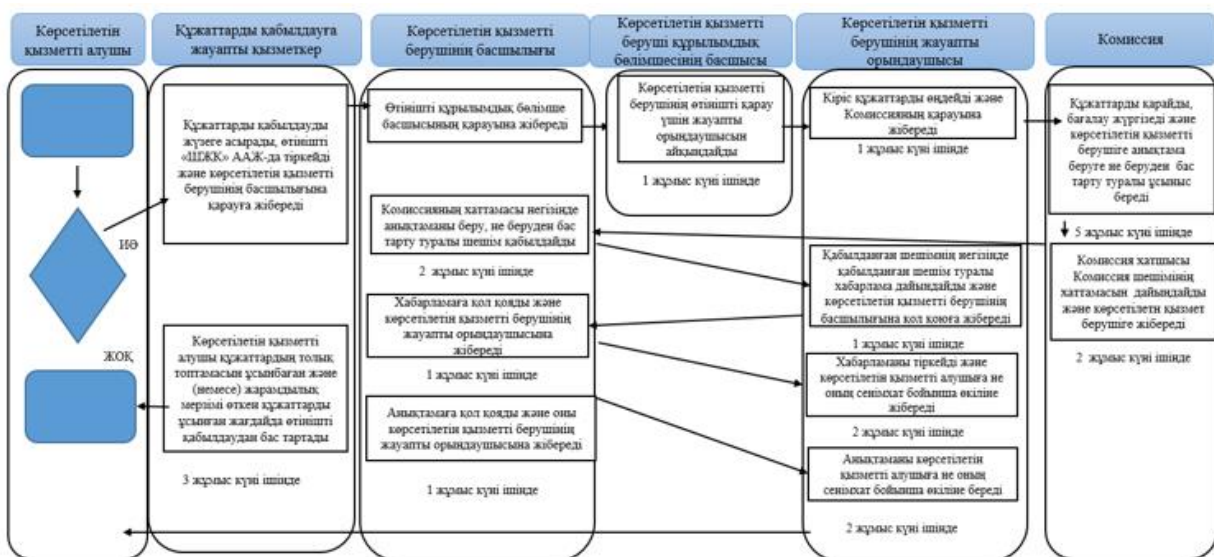 Көрсетілетін
қызметті алушы
Құжаттарды қабылдауға
жауапты қызметкер
Көрсетілетін қызметті
берушінің басшылығы
Көрсетілетін қызметті
беруші құрылымдық
бөлімшесінің басшысы
Көрсетілетін қызметті
берушінің жауапты
орындаушысы
Комиссия
ИӘ
ЖОҚ
Құжаттарды қабылдауды
жүзеге асырады, өтінішті
«ШЖК» ААЖ-да тіркейді
және көрсетілетін қызметті
берушінің басшылығына
қарауға жібереді
Көрсетілетін қызметті
алушы құжаттардың толық
топтамасын ұсынбаған және
(немесе) жарамдылық
мерзімі өткен құжаттарды
ұсынған жағдайда өтінішті
қабылдаудан бас тартады
3 жұмыс күні ішінде
Өтінішті құрылымдық бөлімше
басшысының қарауына жібереді
Комиссияның хаттамасы негізінде
анықтаманы беру, не беруден бас
тарту туралы шешім қабылдайды
2 жұмыс күні ішінде
Хабарламаға қол қояды және
көрсетілетін қызметті берушінің
жауапты орындаушысына
жібереді
1 жұмыс күні ішінде
Анықтамаға қол қояды және оны
көрсетілетін қызметті берушінің
жауапты орындаушысына жібереді
1 жұмыс күні ішінде
Көрсетілетін қызметті
берушінің өтінішті қарау
үшін жауапты
орындаушысын
айқындайды
1 жұмыс күні ішінде
Кіріс құжаттарды өңдейді және
Комиссияның қарауына
жібереді
1 жұмыс күні ішінде
Қабылданған шешімнің негізінде
қабылданған шешім туралы
хабарлама дайындайды және
көрсетілетін қызметті берушінің
басшылығына қол қоюға жібереді
1 жұмыс күні ішінде
Хабарламаны тіркейді және
көрсетілетін қызметті алушыға не
оның сенімхат бойынша өкіліне
жібереді
2 жұмыс күні ішінде
Анықтаманы көрсетілетін
қызметті алушыға не оның
сенімхат бойынша өкіліне береді
2 жұмыс күні ішінде
Құжаттарды қарайды,
бағалау жүргізеді және
көрсетілетін қызметті
берушіге анықтама
беруге не беруден бас
тарту туралы ұсыныс
береді
5 жұмыс күні ішінде
Комиссия хатшысы
Комиссия шешімінің
хаттамасын дайындайды
және көрсетілетн қызмет
берушіге жібереді
2 жұмыс күні ішінде